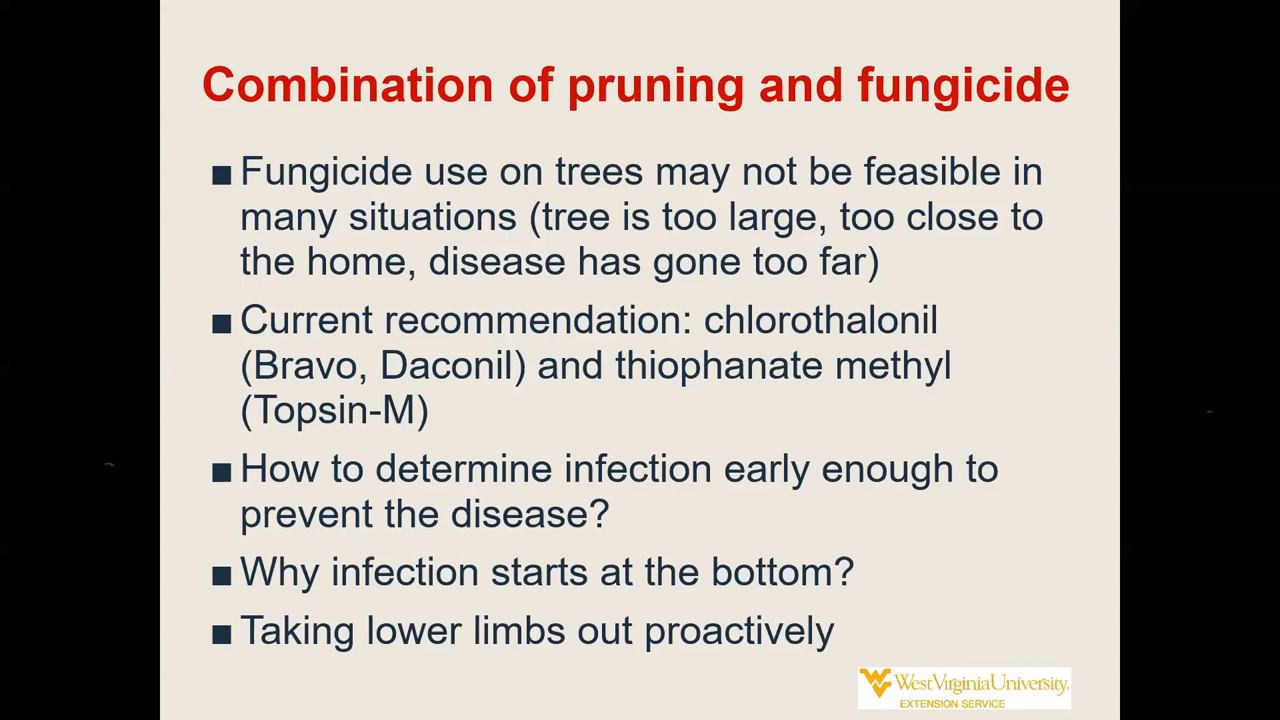 Combination of pruning and fungicide
■ Fungicide use on trees may not be feasible in
many situations (tree is too large, too close to
the home, disease has gone too far)
■ Current recommendation: chlorothalonil
(Bravo, Daconil) and thiophanate methyl
(Topsin-M)
■ How to determine infection early enough to
prevent the disease?
■ Why infection starts at the bottom?
■ Taking lower limbs out proactively
WestVirginiaUniversity.
EXTENSION SERVICE